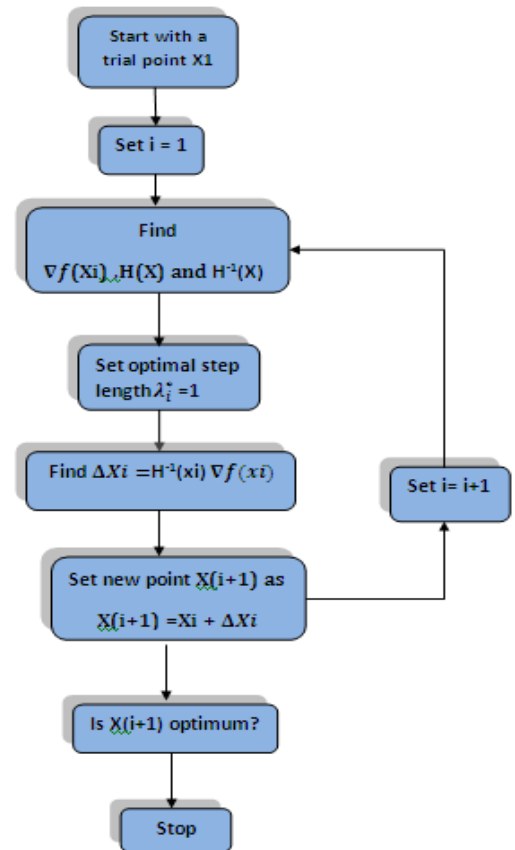 Start with a
trial point X1
Set i = 1
Find
∇f(Xi) ,H(X) and H⁻¹(X)
Set optimal step
length λᵢ* =1
Find ΔXi =H⁻¹(xi) ∇f(xi)
Set i= i+1
Set new point X(i+1) as
X(i+1) =Xi + ΔXi
Is X(i+1) optimum?
Stop